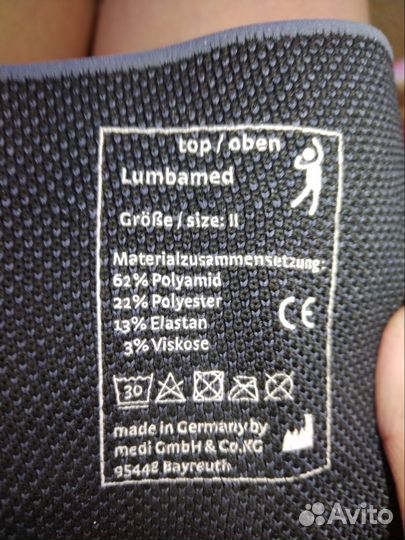 top / oben
Lumbamed
Größe / size: II
Materialzusammensetzung:
62% Polyamid
22% Polyester
13% Elastan
3% Viskose
CE
30
made in Germany by
medi GmbH & Co.KG
95448 Bayreuth
Avito